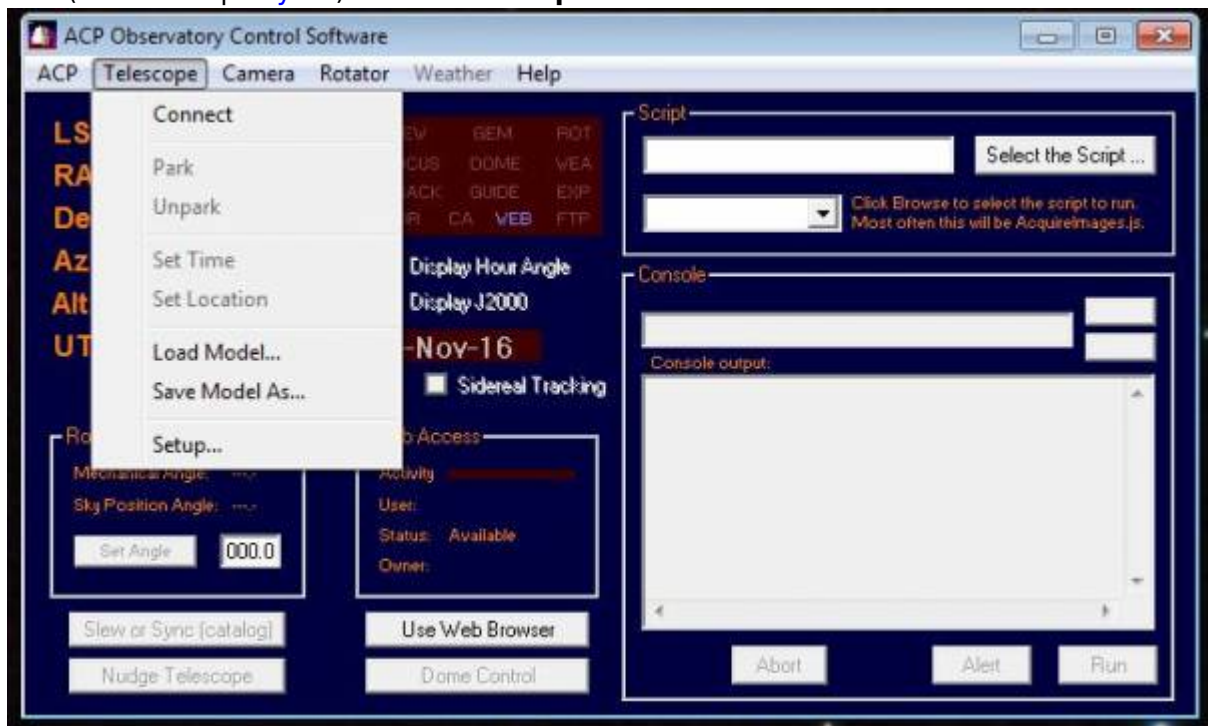 ACP Observatory Control Software
ACP Telescope Camera Rotator Weather Help
Connect
Park
Unpark
Set Time
Set Location
Load Model...
Save Model As...
Setup...
LS
RA
De
Az
Alt
UT
GEM ROT
DOME WEA
GUIDE EXP
CA WEB FTP
Display Hour Angle
Display J2000
-Nov-16
Sidereal Tracking
Ro
Mechanical Angle: ---.-
Sky Position Angle: ---.-
Set Angle 000.0
Access
Activity
User:
Status: Available
Owner:
Slew or Sync (catalog)
Use Web Browser
Nudge Telescope
Dome Control
Script
Select the Script ...
Click Browse to select the script to run.
Most often this will be AcquireImages.js.
Console
Console output:
Abort Alert Run